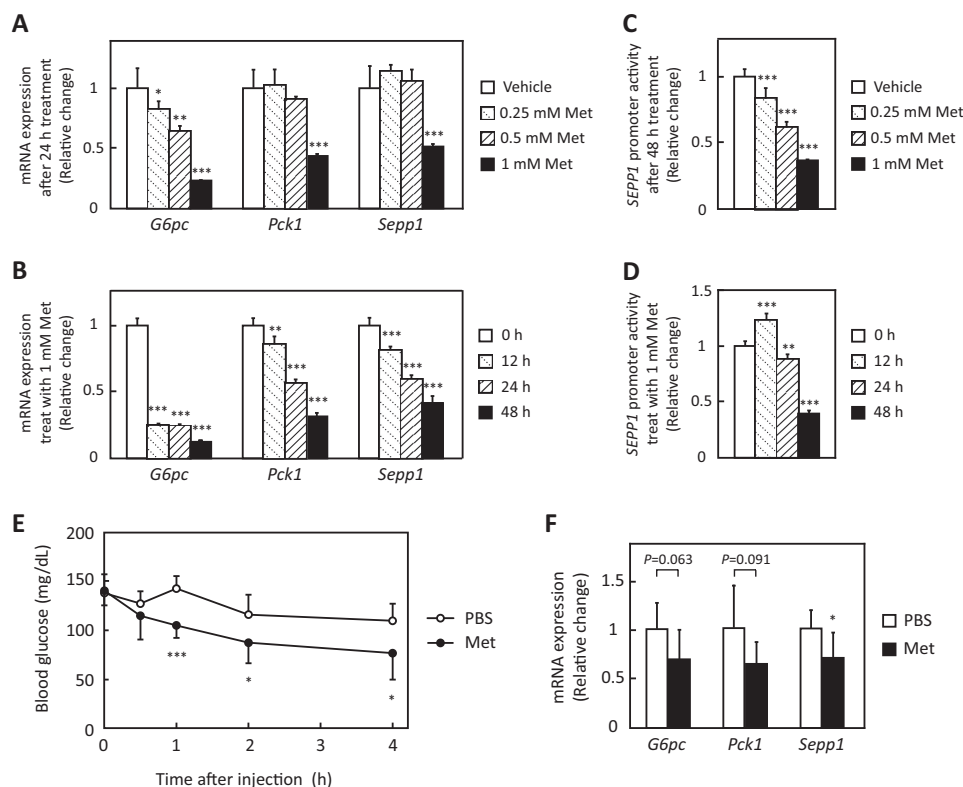 A
mRNA expression
after 24 h treatment
(Relative change)
1
0.5
0
*
**
***
***
***
G6pc
Pck1
Sepp1
Vehicle
0.25 mM Met
0.5 mM Met
1 mM Met
C
SEPP1 promoter activity
after 48 h treatment
(Relative change)
1.5
1
0.5
0
***
***
***
Vehicle
0.25 mM Met
0.5 mM Met
1 mM Met
B
mRNA expression
treat with 1 mM Met
(Relative change)
1
0.5
0
*** *** ***
** *** ***
*** *** ***
G6pc
Pck1
Sepp1
0 h
12 h
24 h
48 h
D
SEPP1 promoter activity
treat with 1 mM Met
(Relative change)
1.5
1
0.5
0
***
**
***
0 h
12 h
24 h
48 h
E
Blood glucose (mg/dL)
200
150
100
50
0
***
*
*
0 1 2 3 4
Time after injection (h)
PBS
Met
F
mRNA expression
(Relative change)
1.5
1
0.5
0
P=0.063
P=0.091
*
G6pc
Pck1
Sepp1
PBS
Met